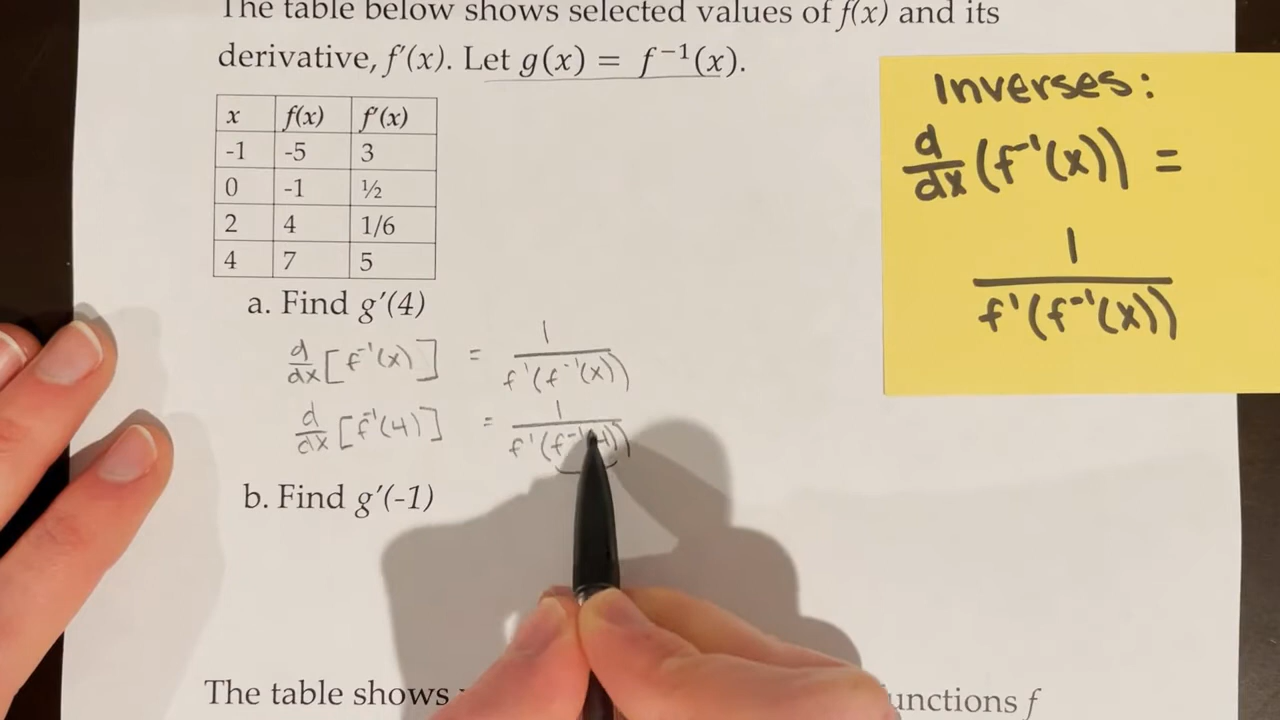 The table below shows selected values of f(x) and its
derivative, f'(x). Let g(x) = f⁻¹(x).
x f(x) f'(x)
-1 -5 3
0 -1 ½
2 4 1/6
4 7 5
a. Find g'(4)
d/dx [f⁻¹(x)] = 1/f'(f⁻¹(x))
d/dx [f⁻¹(4)] = 1/f'(f⁻¹(4))
b. Find g'(-1)
The table shows
functions f
Inverses:
d/dx (f⁻¹(x)) =
1
f'(f⁻¹(x))